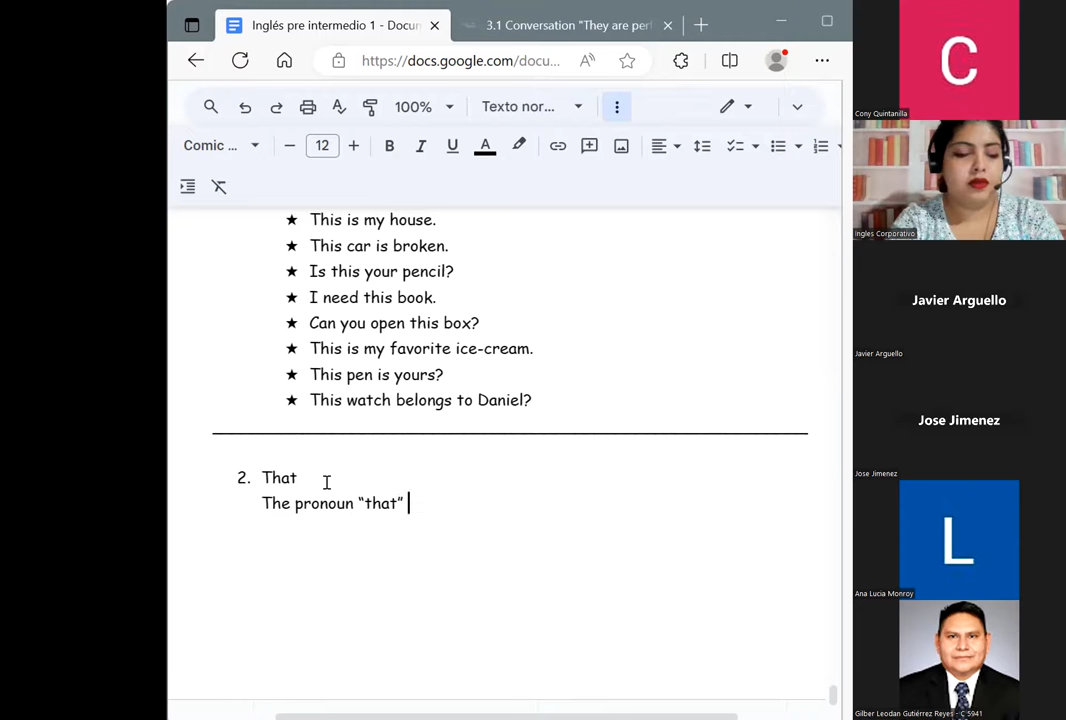 Inglés pre intermedio 1 - Docun
3.1 Conversation "They are per
https://docs.google.com/docu...
100%
Texto nor...
Comic ...
12
B I U A
★ This is my house.
★ This car is broken.
★ Is this your pencil?
★ I need this book.
★ Can you open this box?
★ This is my favorite ice-cream.
★ This pen is yours?
★ This watch belongs to Daniel?
2. That
The pronoun “that”
C
Cony Quintanilla
Ingles Corporativo
Javier Arguello
Javier Arguello
Jose Jimenez
Jose Jimenez
L
Ana Lucia Monroy
Gilber Leodan Gutiérrez Reyes - C 5941